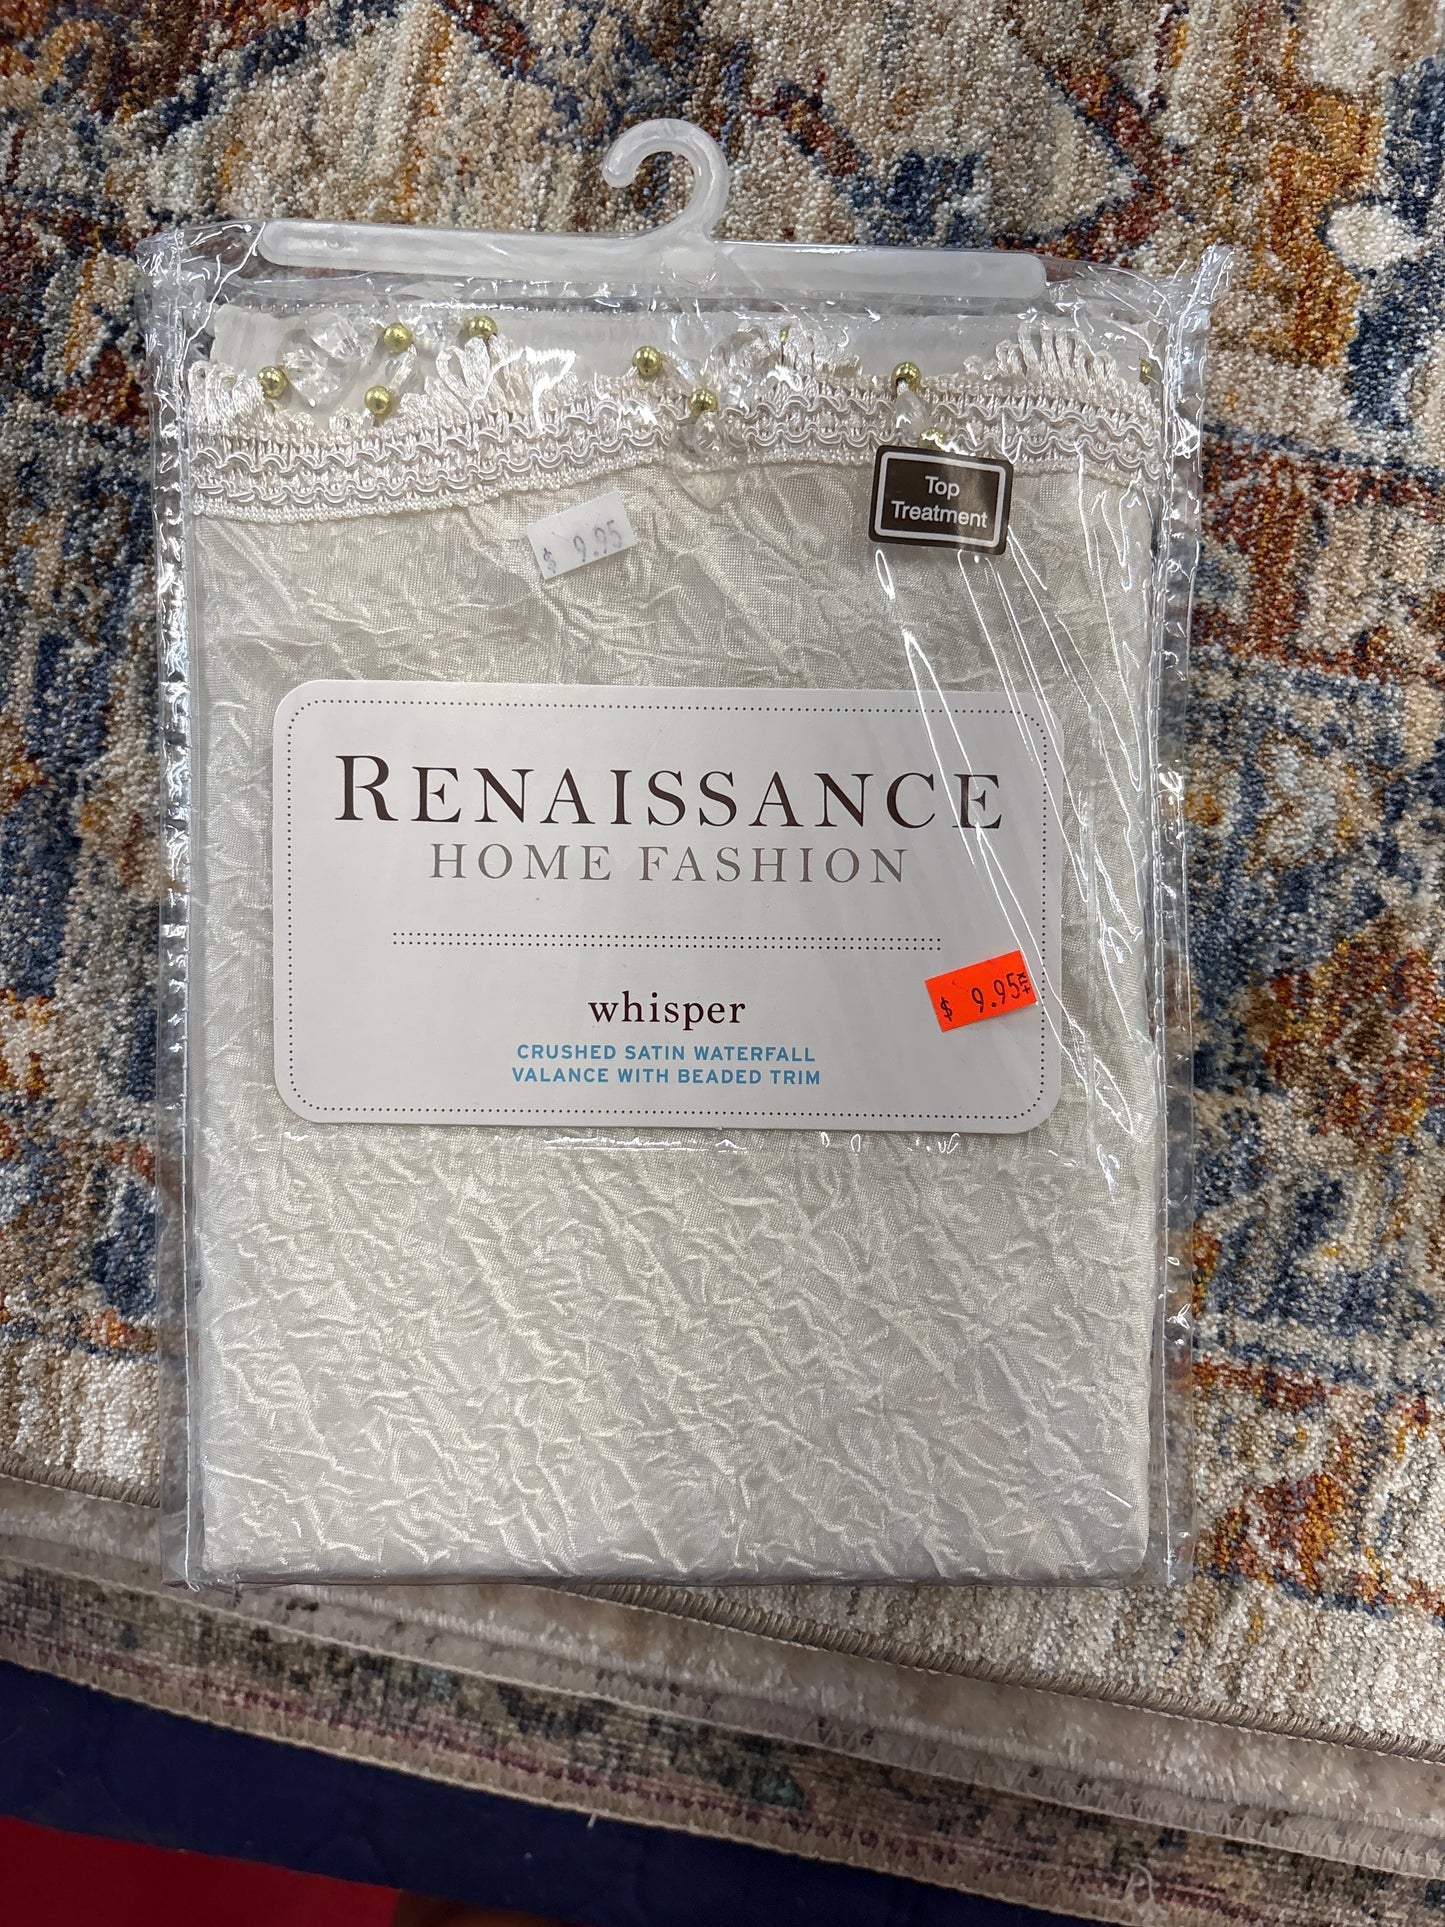 Top
Treatment
$ 9.95
RENAISSANCE
HOME FASHION
$ 9.95
whisper
CRUSHED SATIN WATERFALL
VALANCE WITH BEADED TRIM